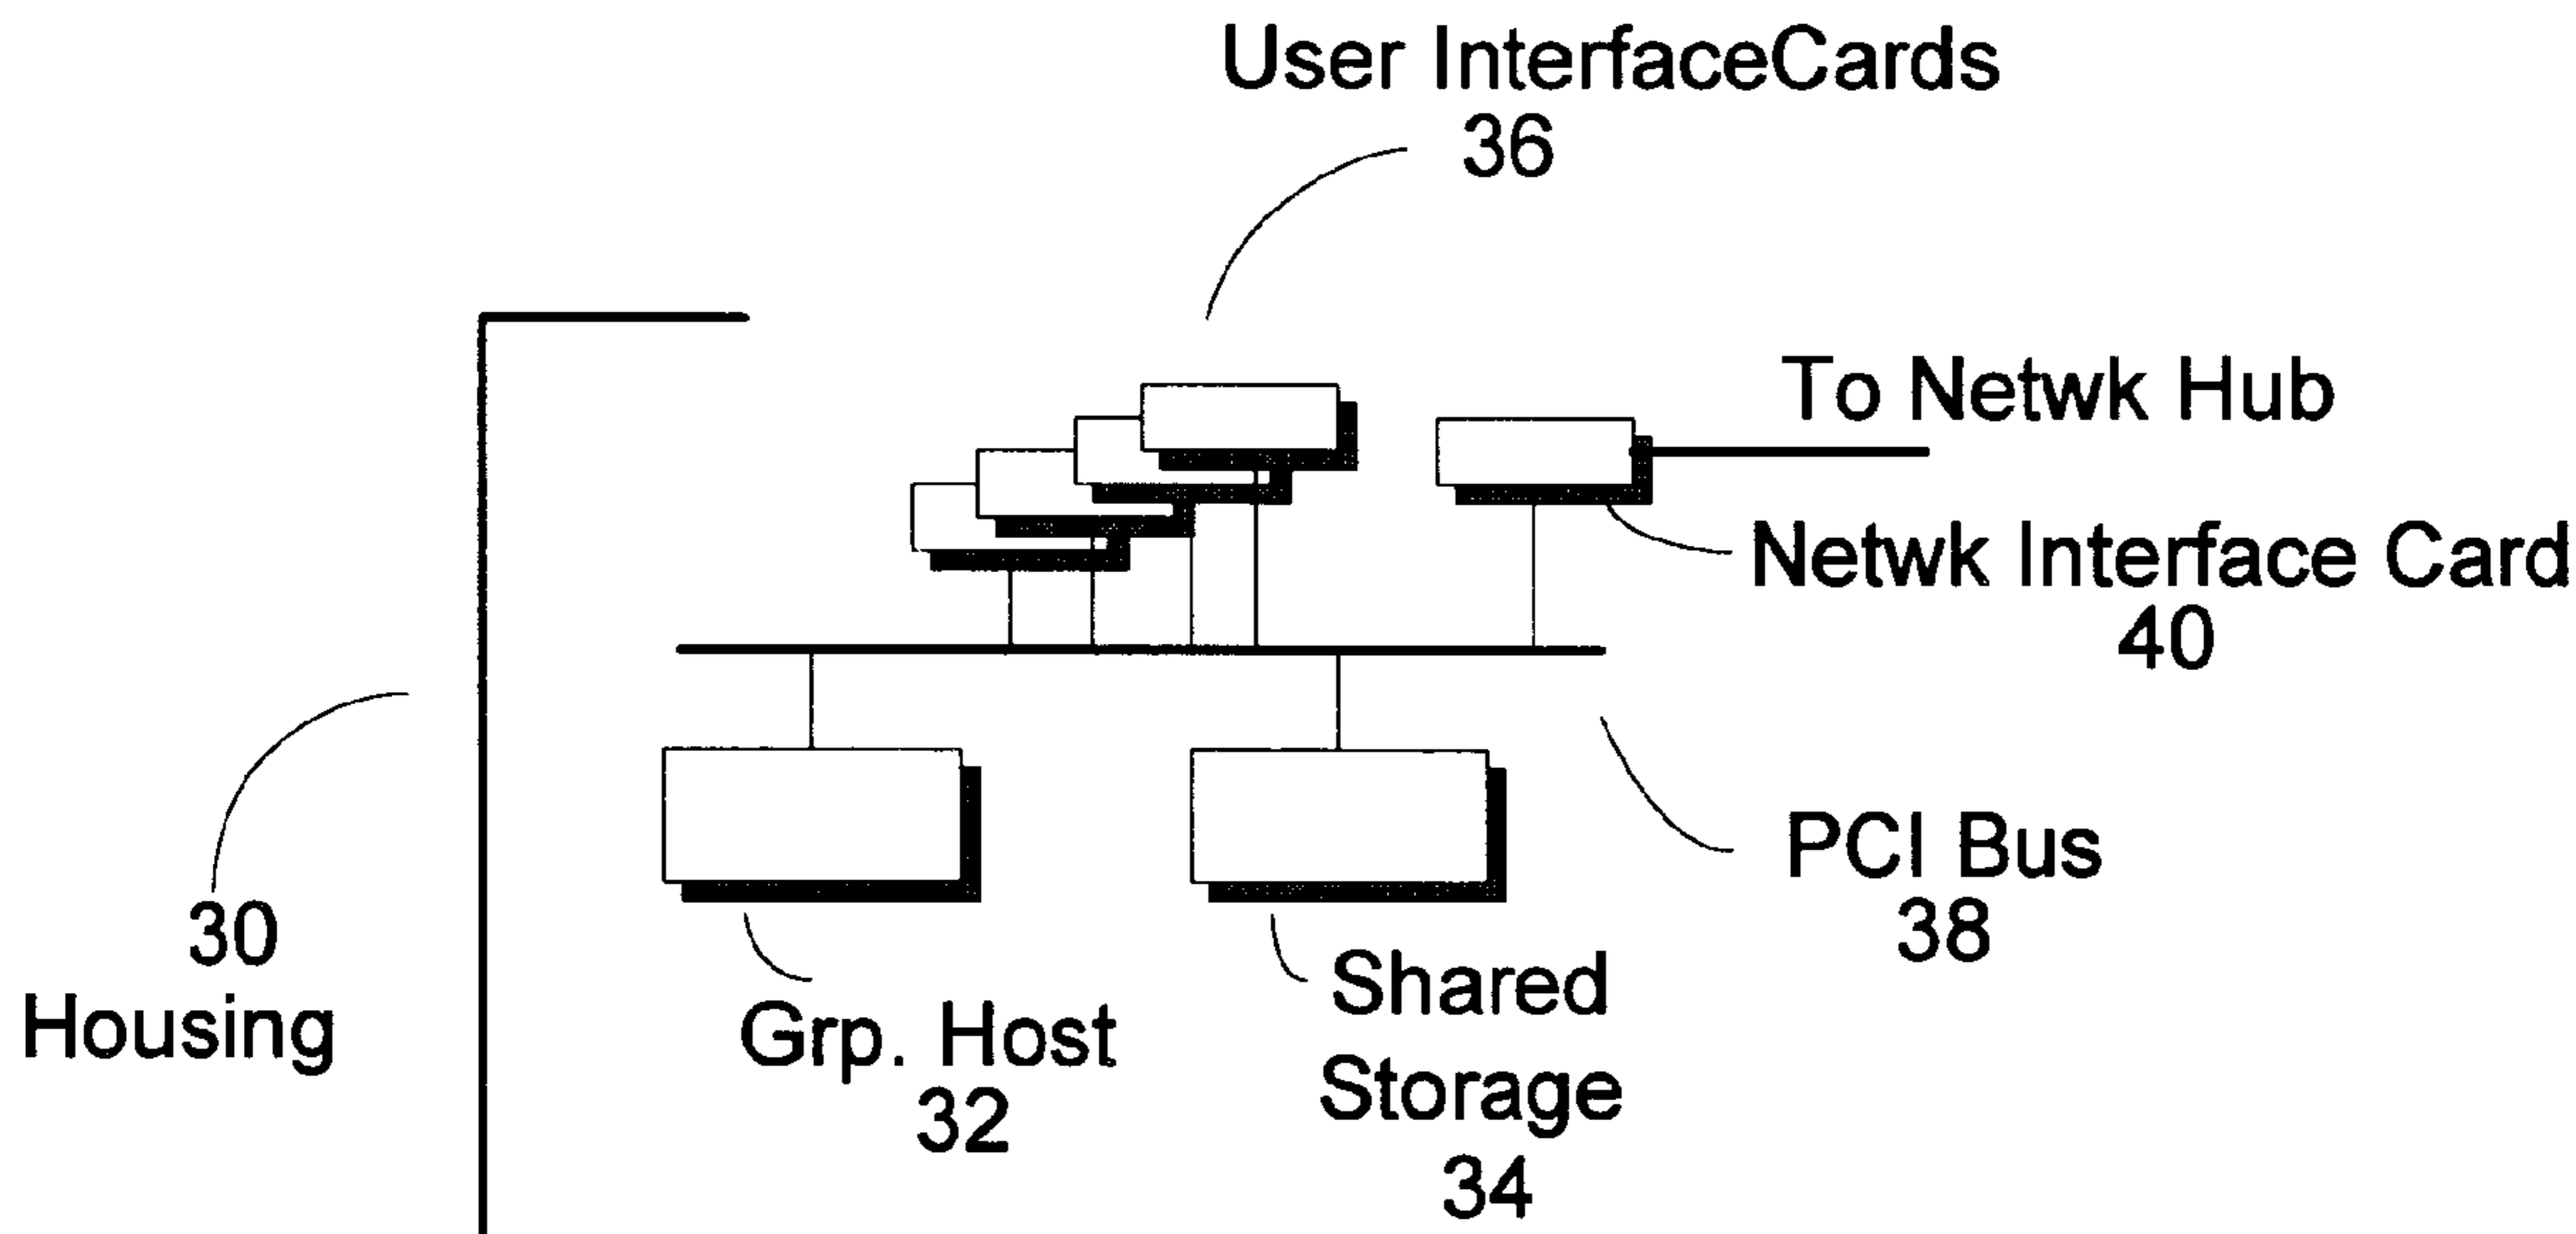 User InterfaceCards
36
To Netwk Hub
Netwk Interface Card
40
PCI Bus
38
30
Housing
Grp. Host
32
Shared
Storage
34